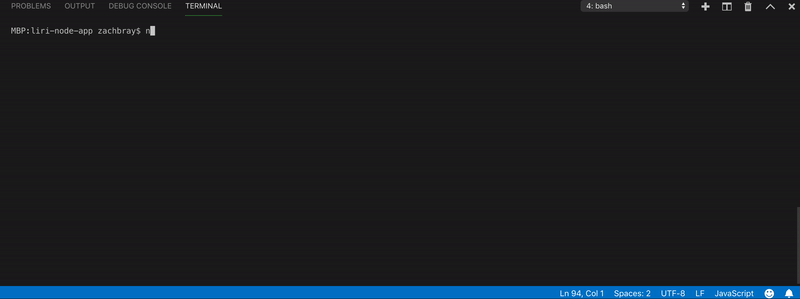 PROBLEMS OUTPUT DEBUG CONSOLE TERMINAL 4: bash
MBP:liri-node-app zachbray$ n
Ln 94, Col 1 Spaces: 2 UTF-8 LF JavaScript